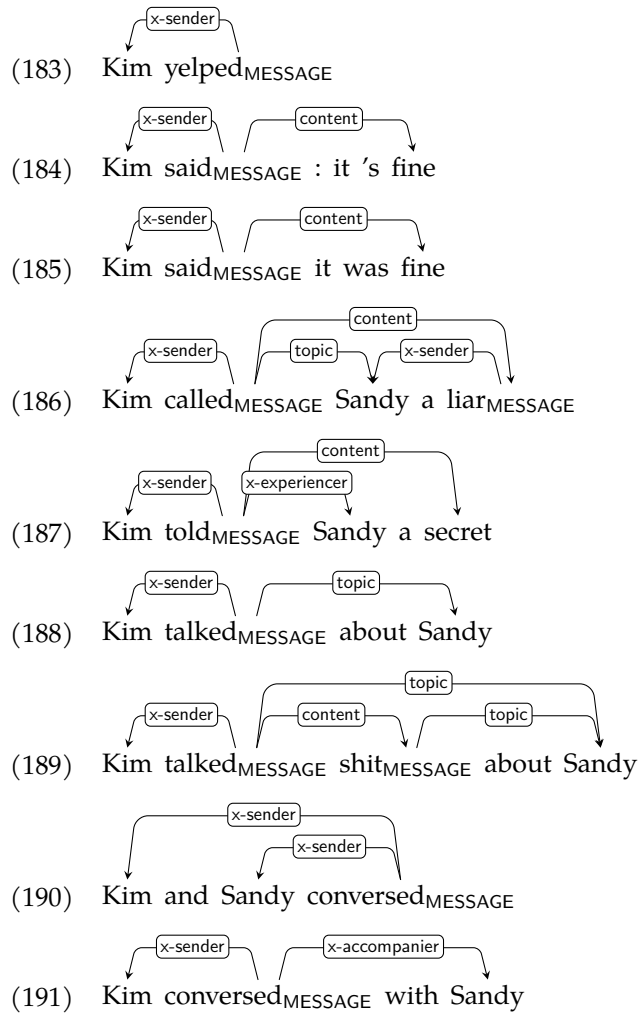 x-sender
(183) Kim yelpedMESSAGE
x-sender content
(184) Kim saidMESSAGE : it 's fine
x-sender content
(185) Kim saidMESSAGE it was fine
content
x-sender topic x-sender
(186) Kim calledMESSAGE Sandy a liarMESSAGE
content
x-sender x-experiencer
(187) Kim toldMESSAGE Sandy a secret
x-sender topic
(188) Kim talkedMESSAGE about Sandy
topic
x-sender content topic
(189) Kim talkedMESSAGE shitMESSAGE about Sandy
x-sender
x-sender
(190) Kim and Sandy conversedMESSAGE
x-sender x-accompanier
(191) Kim conversedMESSAGE with Sandy